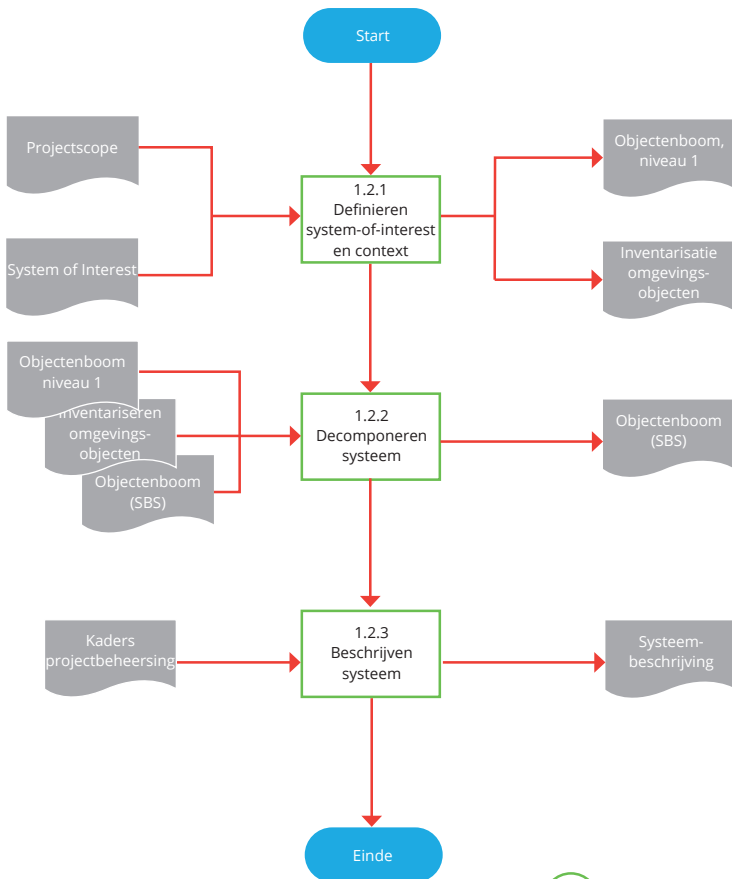 Start
Projectscope
System of Interest
1.2.1
Definieren
system-of-interest
en context
Objectenboom,
niveau 1
Inventarisatie
omgevings-
objecten
Objectenboom
niveau 1
Inventariseren
omgevings-
objecten
Objectenboom
(SBS)
1.2.2
Decomponeren
systeem
Objectenboom
(SBS)
Kaders
projectbeheersing
1.2.3
Beschrijven
systeem
Systeem-
beschrijving
Einde